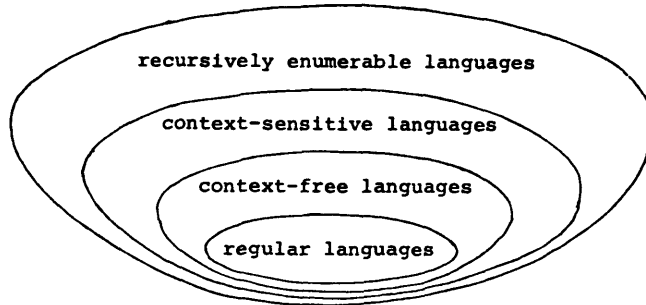 recursively enumerable languages
context-sensitive languages
context-free languages
regular languages